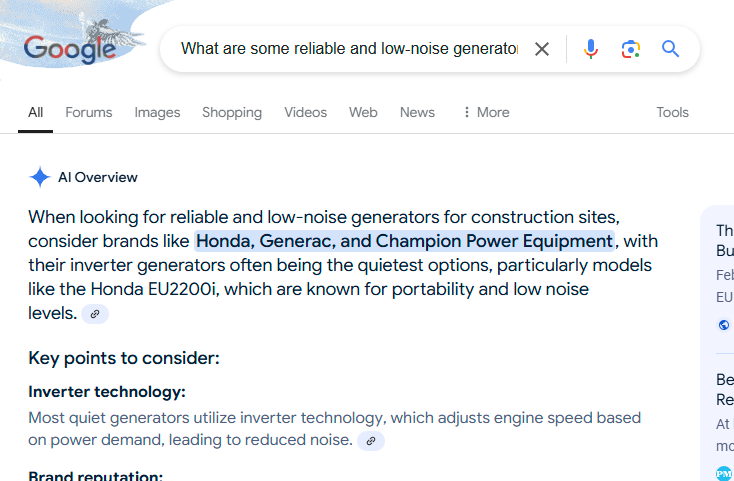 Google
What are some reliable and low-noise generator
All Forums Images Shopping Videos Web News More Tools
AI Overview
When looking for reliable and low-noise generators for construction sites,
consider brands like Honda, Generac, and Champion Power Equipment, with
their inverter generators often being the quietest options, particularly models
like the Honda EU2200i, which are known for portability and low noise
levels.
Key points to consider:
Inverter technology:
Most quiet generators utilize inverter technology, which adjusts engine speed based
on power demand, leading to reduced noise.
Brand reputation:
Th
Bu
Feb
EU
Be
Re
At
mo
PM